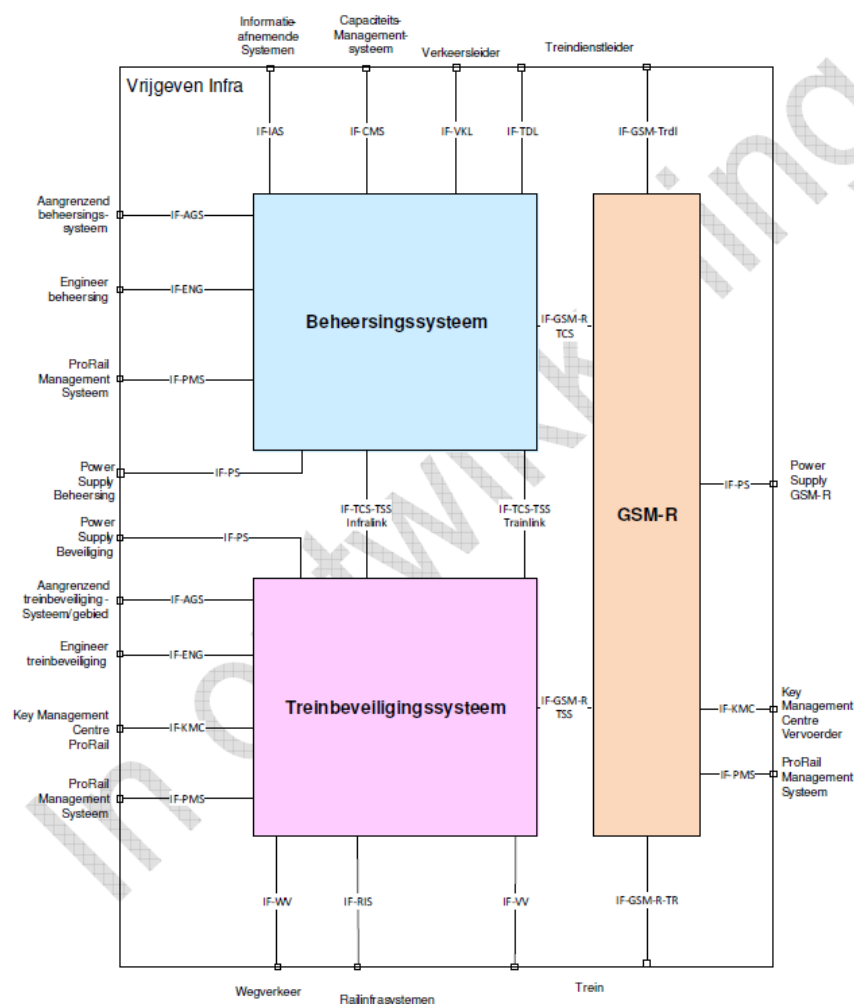 Informatie-
afnemende
Systemen
Capaciteits-
Management-
systeem
Verkeersleider
Treindienstleider
Vrijgeven Infra
IF-IAS
IF-CMS
IF-VKL
IF-TDL
IF-GSM-Trdl
Aangrenzend
beheersings-
systeem
IF-AGS
Engineer
beheersing
IF-ENG
Beheersingssysteem
IF-GSM-R
TCS
ProRail
Management
Systeem
IF-PMS
Power
Supply
Beheersing
IF-PS
IF-PS
Power
Supply
GSM-R
IF-TCS-TSS
Infralink
IF-TCS-TSS
Trainlink
GSM-R
Power
Supply
Beveiliging
IF-PS
Aangrenzend
treinbeveiliging -
Systeem/gebied
IF-AGS
Engineer
treinbeveiliging
IF-ENG
Treinbeveiligingssysteem
IF-GSM-R
TSS
Key Management
Centre
ProRail
IF-KMC
IF-KMC
Key
Management
Centre
Vervoerder
ProRail
Management
Systeem
IF-PMS
IF-PMS
ProRail
Management
Systeem
IF-WV
IF-RIS
IF-VV
IF-GSM-R-TR
Wegverkeer
Railinfrasystemen
Trein